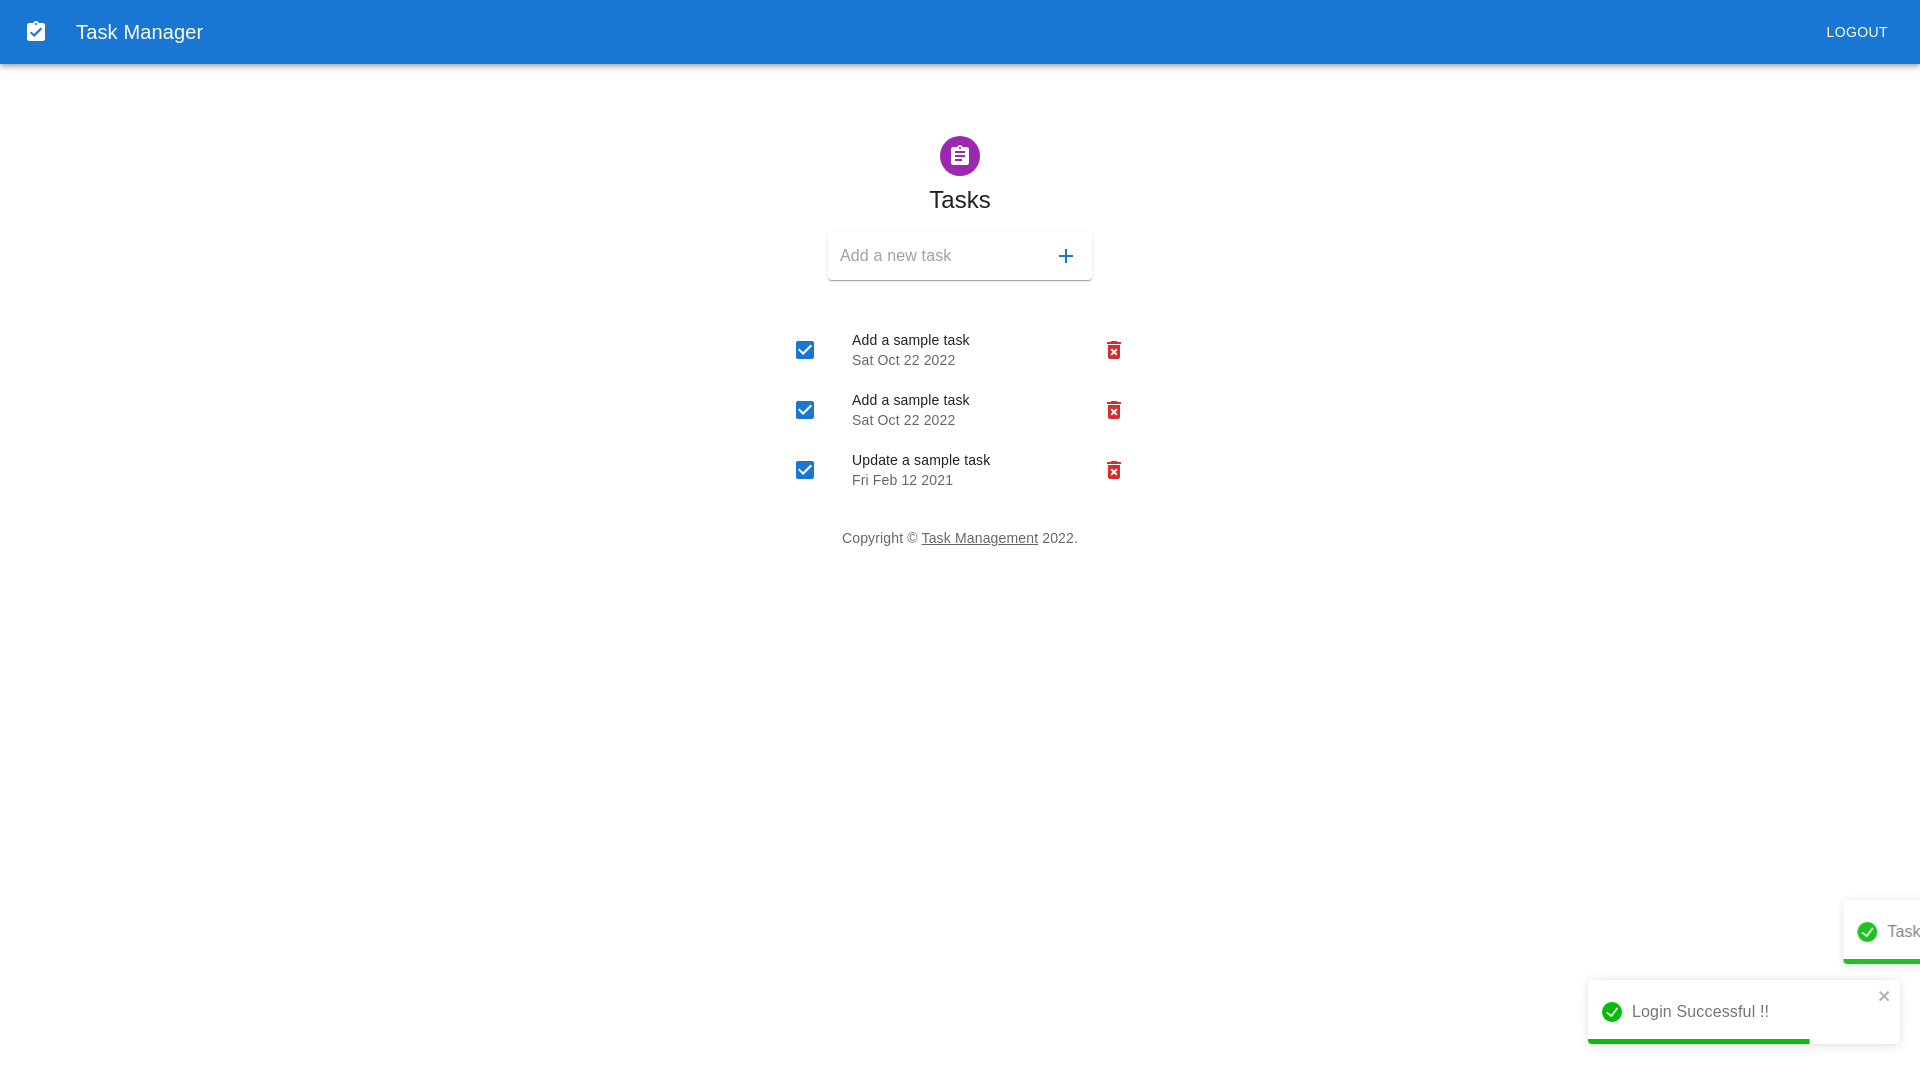 Task Manager
LOGOUT
Tasks
Add a new task
Add a sample task
Sat Oct 22 2022
Add a sample task
Sat Oct 22 2022
Update a sample task
Fri Feb 12 2021
Copyright © Task Management 2022.
Task
Login Successful !!